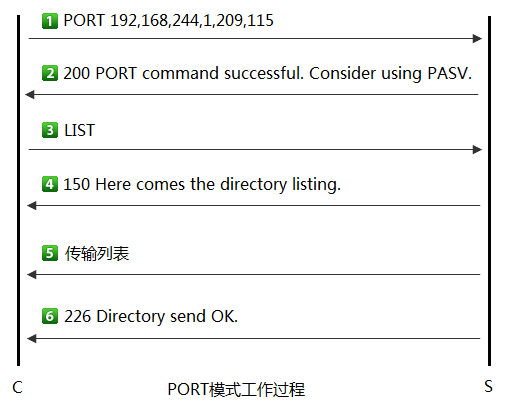 1 PORT 192,168,244,1,209,115
2 200 PORT command successful. Consider using PASV.
3 LIST
4 150 Here comes the directory listing.
5 传输列表
6 226 Directory send OK.
C PORT模式工作过程 S